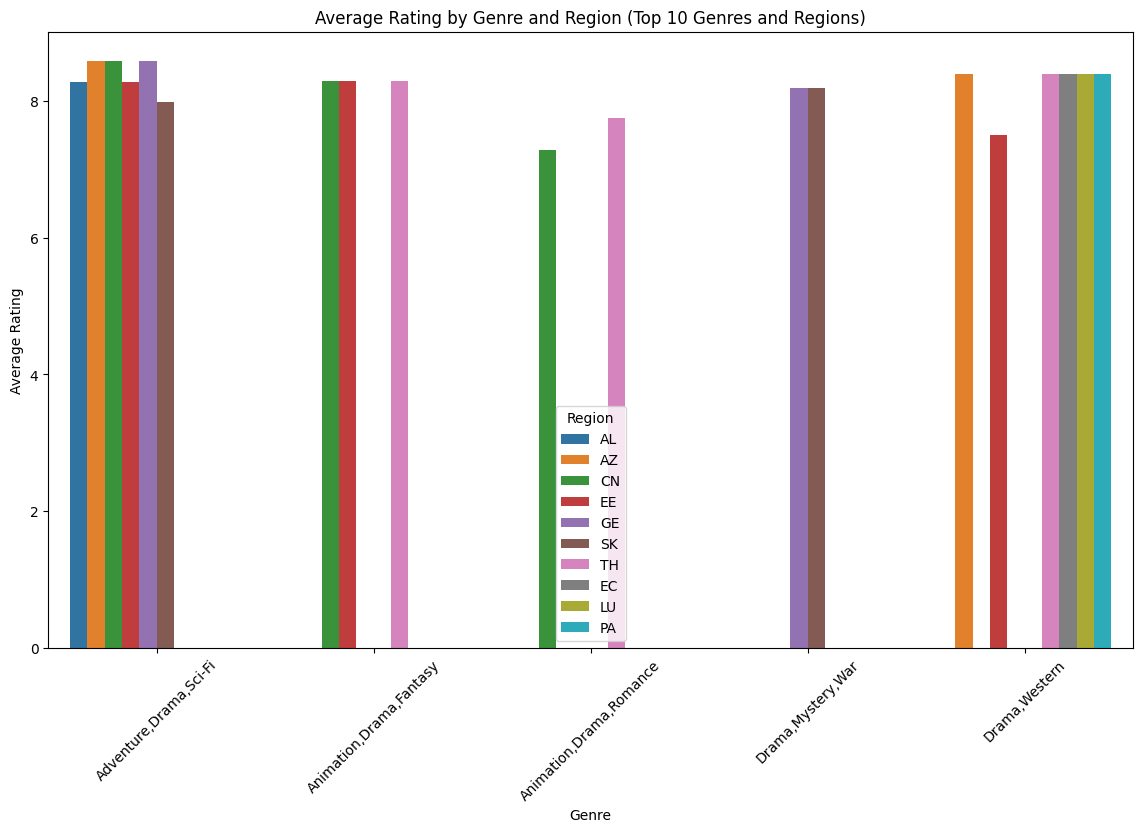 Average Rating by Genre and Region (Top 10 Genres and Regions)
Average Rating
8
6
4
2
0
Region
AL
AZ
CN
EE
GE
SK
TH
EC
LU
PA
Adventure,Drama,Sci-Fi
Animation,Drama,Fantasy
Animation,Drama,Romance
Drama,Mystery,War
Drama,Western
Genre